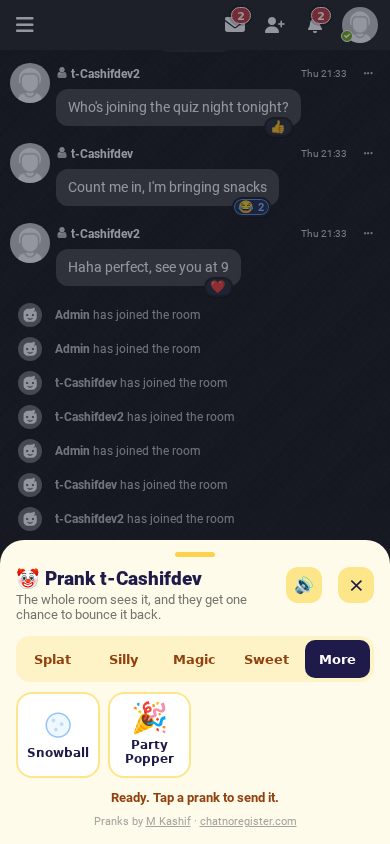 2
2
t-Cashifdev2
Thu 21:33
Who's joining the quiz night tonight?
t-Cashifdev
Thu 21:33
Count me in, I'm bringing snacks
2
t-Cashifdev2
Thu 21:33
Haha perfect, see you at 9
Admin has joined the room
Admin has joined the room
t-Cashifdev has joined the room
t-Cashifdev2 has joined the room
Admin has joined the room
t-Cashifdev has joined the room
t-Cashifdev2 has joined the room
Prank t-Cashifdev
The whole room sees it, and they get one
chance to bounce it back.
Splat
Silly
Magic
Sweet
More
Snowball
Party
Popper
Ready. Tap a prank to send it.
Pranks by M Kashif · chatnoregister.com